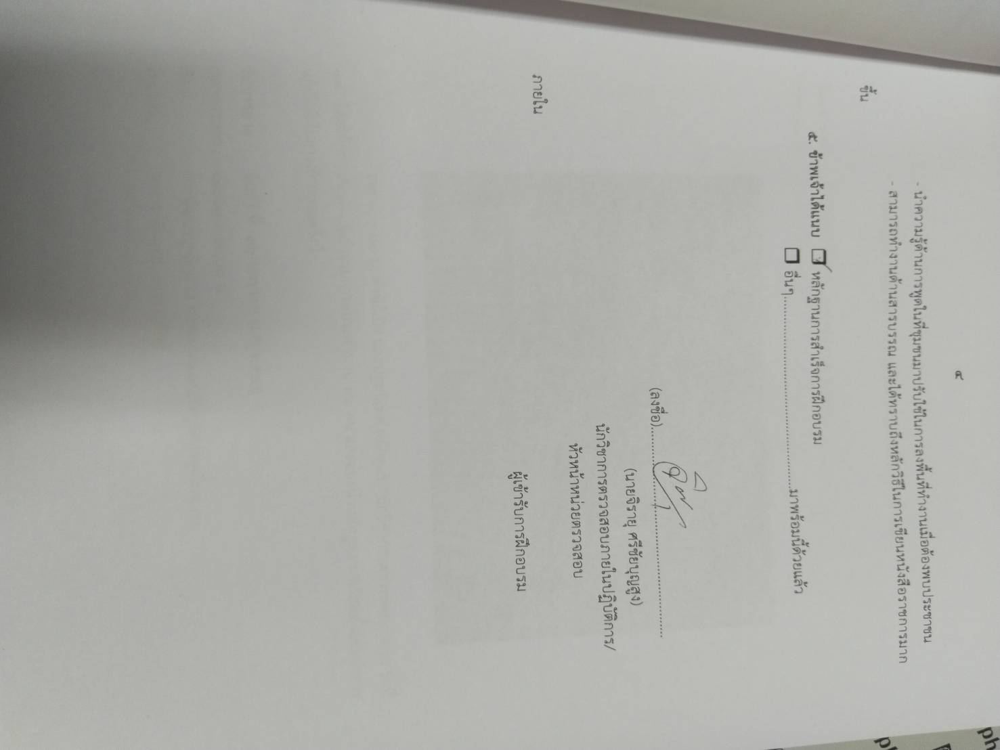 ๔
- นำความรู้ด้านการพูดในที่ชุมชนมาปรับใช้ในการลงพื้นที่ทำงานเมื่อต้องพบประชาชน
- สามารถทำงานด้านสารบรรณ และได้ทราบถึงหลักวิธีในการเขียนหนังสือราชการมาก
ขึ้น
๕. ข้าพเจ้าได้แนบ ☑ หลักฐานการสำเร็จการฝึกอบรม
☐ อื่นๆ..................................................มาพร้อมนี้ด้วยแล้ว
(ลงชื่อ)..................................................
(นายจิรายุ ศรีชัยบุญสูง)
นักวิชาการตรวจสอบภายในปฏิบัติการ/
หัวหน้าหน่วยตรวจสอบ
ภายใน
ผู้เข้ารับการฝึกอบรม